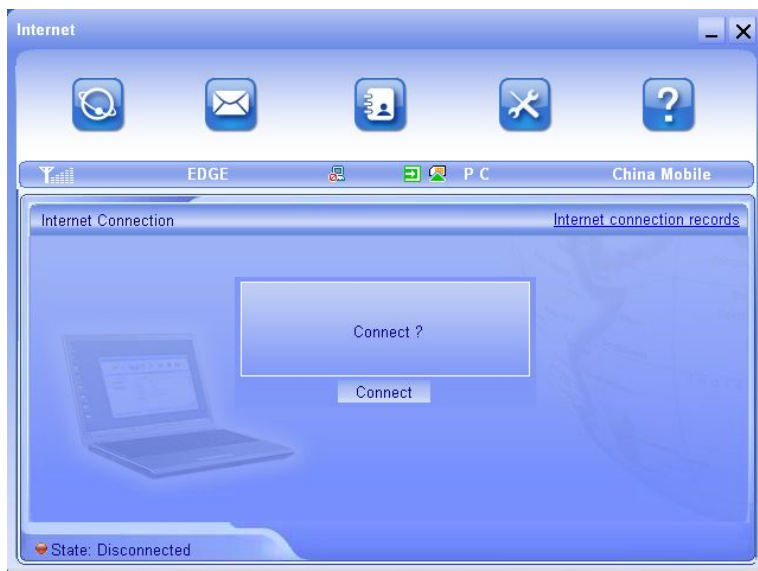 Internet
EDGE P C China Mobile
Internet Connection Internet connection records
Connect ?
Connect
State: Disconnected